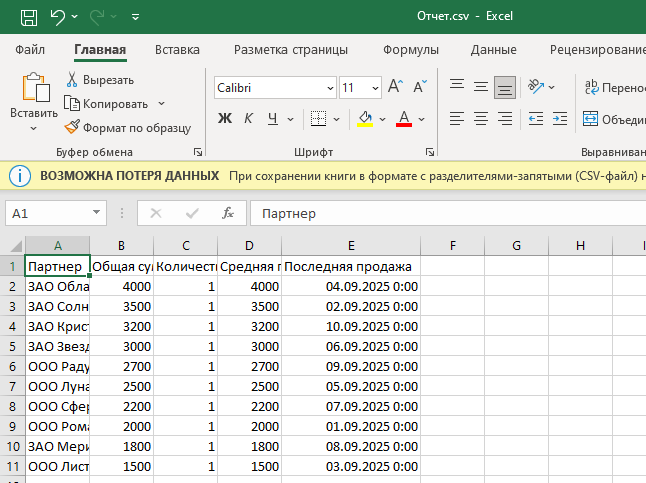 Отчет.csv - Excel
Файл Главная Вставка Разметка страницы Формулы Данные Рецензирование
Вставить
Вырезать
Копировать
Формат по образцу
Буфер обмена
Calibri 11 A A
Ж К Ч А
Шрифт
ab Перенос
Объеди
Выравниван
ВОЗМОЖНА ПОТЕРЯ ДАННЫХ При сохранении книги в формате с разделителями-запятыми (CSV-файл) н
A1 fx Партнер
A B C D E F G H I
1 Партнер Общая су Количеств Средняя п Последняя продажа
2 ЗАО Обла 4000 1 4000 04.09.2025 0:00
3 ЗАО Солн 3500 1 3500 02.09.2025 0:00
4 ЗАО Крис 3200 1 3200 10.09.2025 0:00
5 ЗАО Звезд 3000 1 3000 06.09.2025 0:00
6 ООО Раду 2700 1 2700 09.09.2025 0:00
7 ООО Луна 2500 1 2500 05.09.2025 0:00
8 ООО Сфер 2200 1 2200 07.09.2025 0:00
9 ООО Рома 2000 1 2000 01.09.2025 0:00
10 ЗАО Мери 1800 1 1800 08.09.2025 0:00
11 ООО Лист 1500 1 1500 03.09.2025 0:00